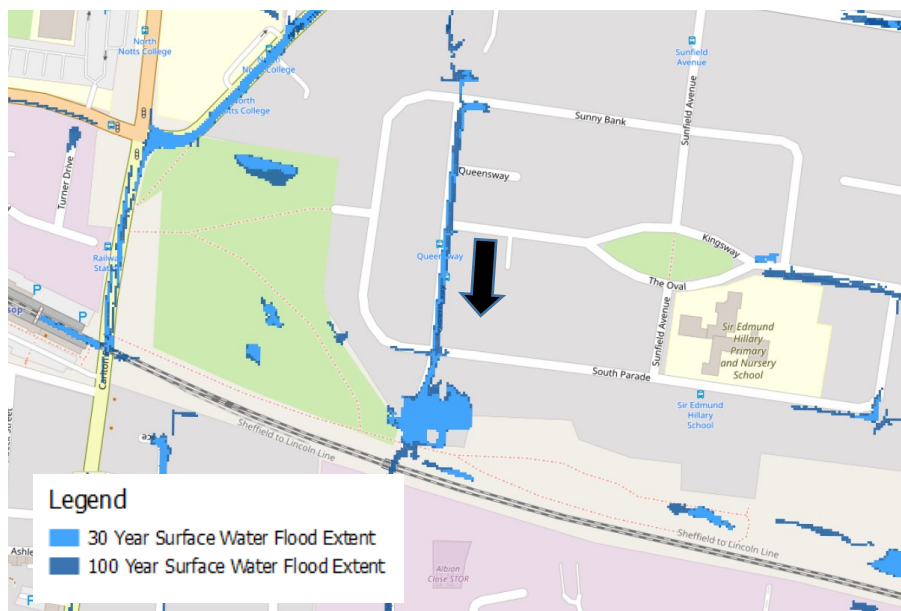 North
Notts College
North
Notts College
Sunfield
Avenue
Sunfield Avenue
Sunny Bank
Turner Drive
Queensway
Kingsway
Queensway
Railway
Station
The Oval
P
P
sop
Sunfield Avenue
Sir Edmund
Hillary
Primary
and Nursery
School
South Parade
Sir Edmund
Hillary
School
Carlton
Sheffield to Lincoln Line
Legend
30 Year Surface Water Flood Extent
100 Year Surface Water Flood Extent
Albion
Close STOR
Sheffield to Lincoln Line
Ashle
P